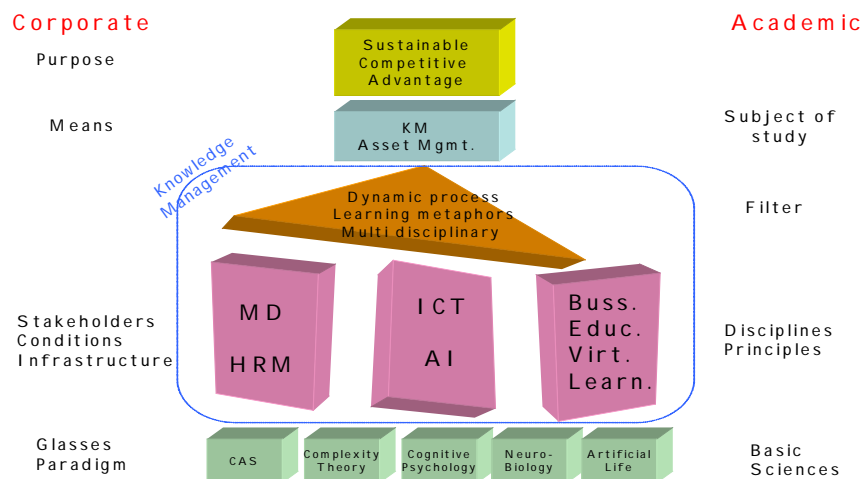 Corporate
Academic
Purpose
Sustainable
Competitive
Advantage
Means
KM
Asset Mgmt.
Subject of
study
Knowledge
Management
Dynamic process
Learning metaphors
Multi disciplinary
Filter
Stakeholders
Conditions
Infrastructure
MD
HRM
ICT
AI
Buss.
Educ.
Virt.
Learn.
Disciplines
Principles
Glasses
Paradigm
CAS
Complexity
Theory
Cognitive
Psychology
Neuro-
Biology
Artificial
Life
Basic
Sciences